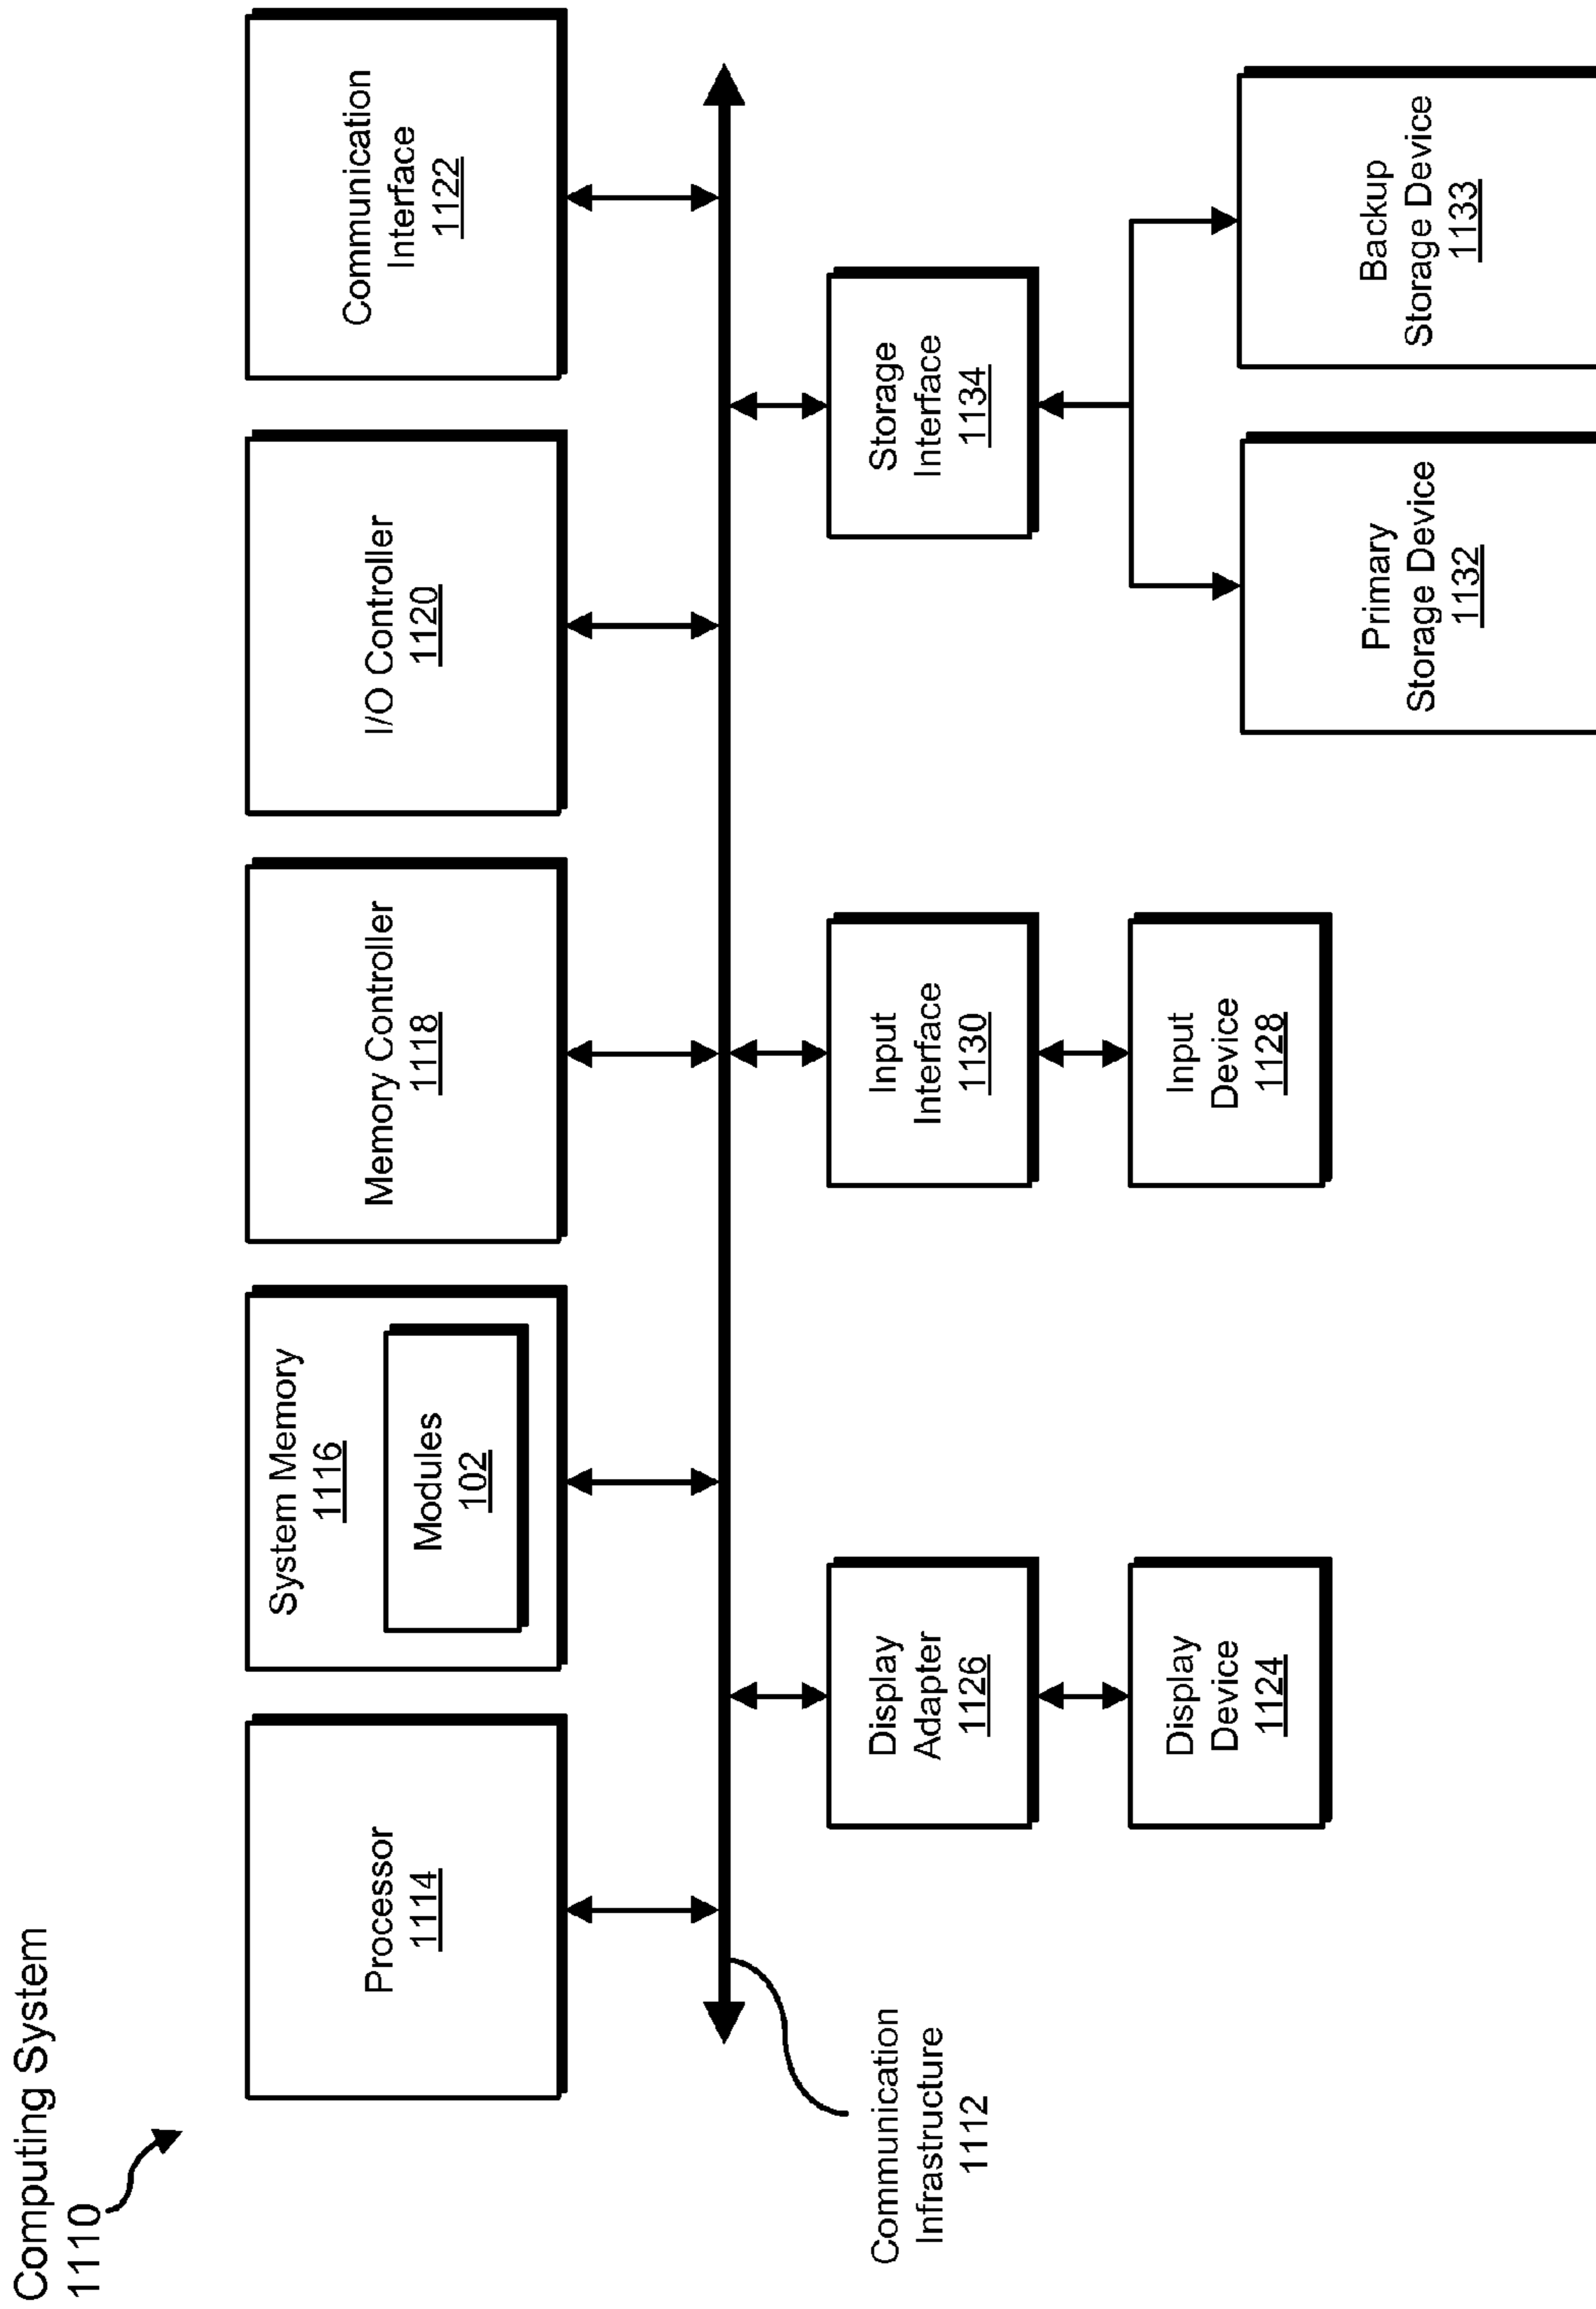 Computing System
1110
Processor
1114
System Memory
1116
Modules
102
Memory Controller
1118
I/O Controller
1120
Communication
Interface
1122
Communication
Infrastructure
1112
Display
Adapter
1126
Input
Interface
1130
Storage
Interface
1134
Display
Device
1124
Input
Device
1128
Primary
Storage Device
1132
Backup
Storage Device
1133